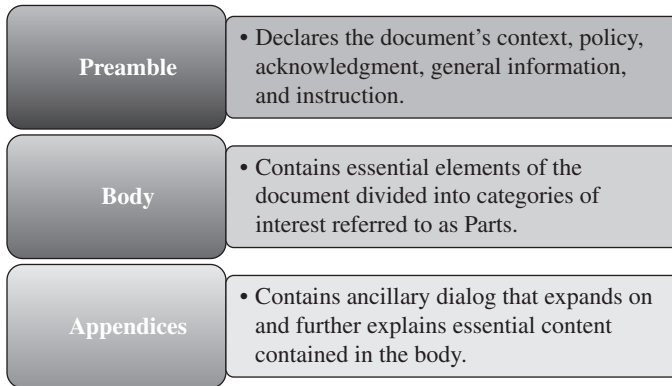 Preamble
• Declares the document’s context, policy,
acknowledgment, general information,
and instruction.
Body
• Contains essential elements of the
document divided into categories of
interest referred to as Parts.
Appendices
• Contains ancillary dialog that expands on
and further explains essential content
contained in the body.